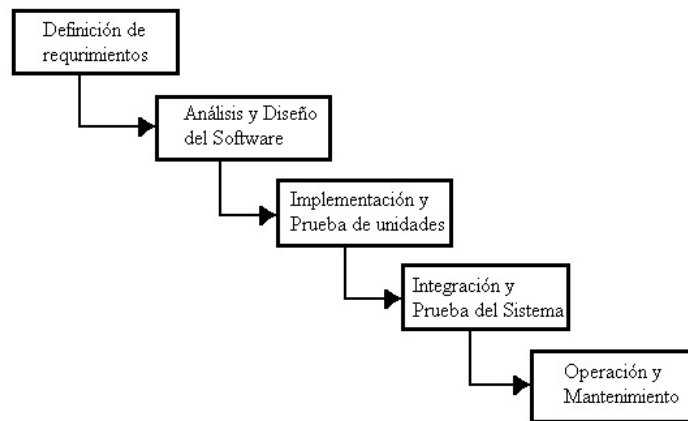 Definición de
requrimientos
Análisis y Diseño
del Software
Implementación y
Prueba de unidades
Integración y
Prueba del Sistema
Operación y
Mantenimiento